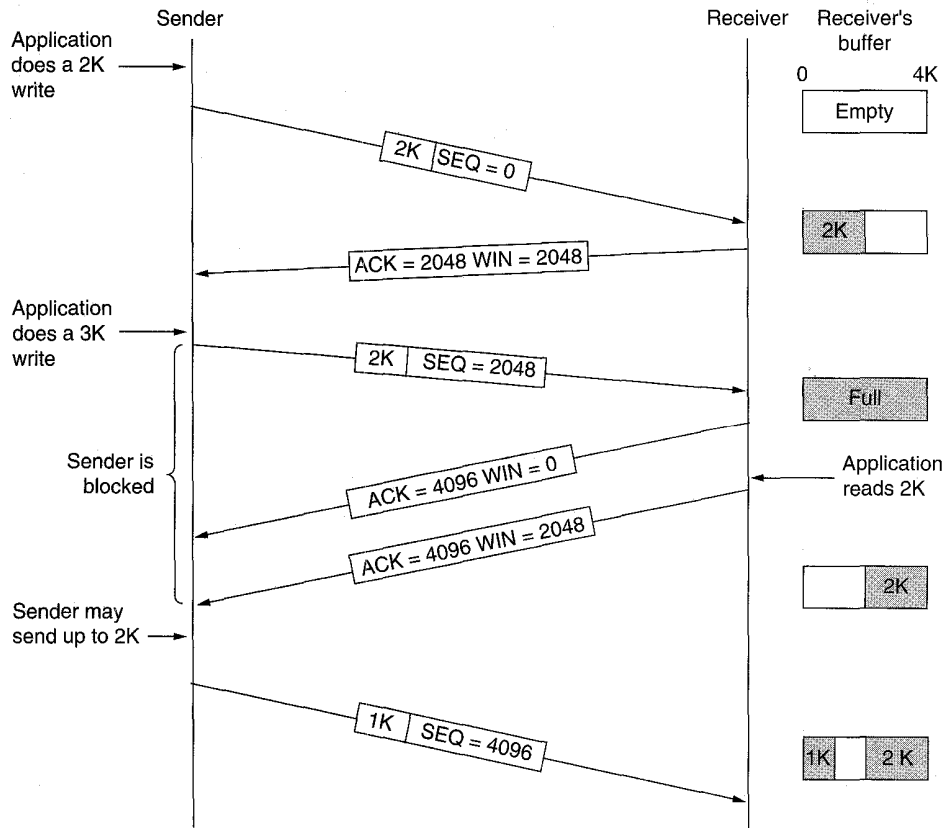 Sender
Receiver
Receiver's
buffer
Application
does a 2K
write
0 4K
Empty
2K SEQ = 0
2K
ACK = 2048 WIN = 2048
Application
does a 3K
write
2K SEQ = 2048
Full
Sender is
blocked
ACK = 4096 WIN = 0
Application
reads 2K
ACK = 4096 WIN = 2048
2K
Sender may
send up to 2K
1K SEQ = 4096
1K 2 K